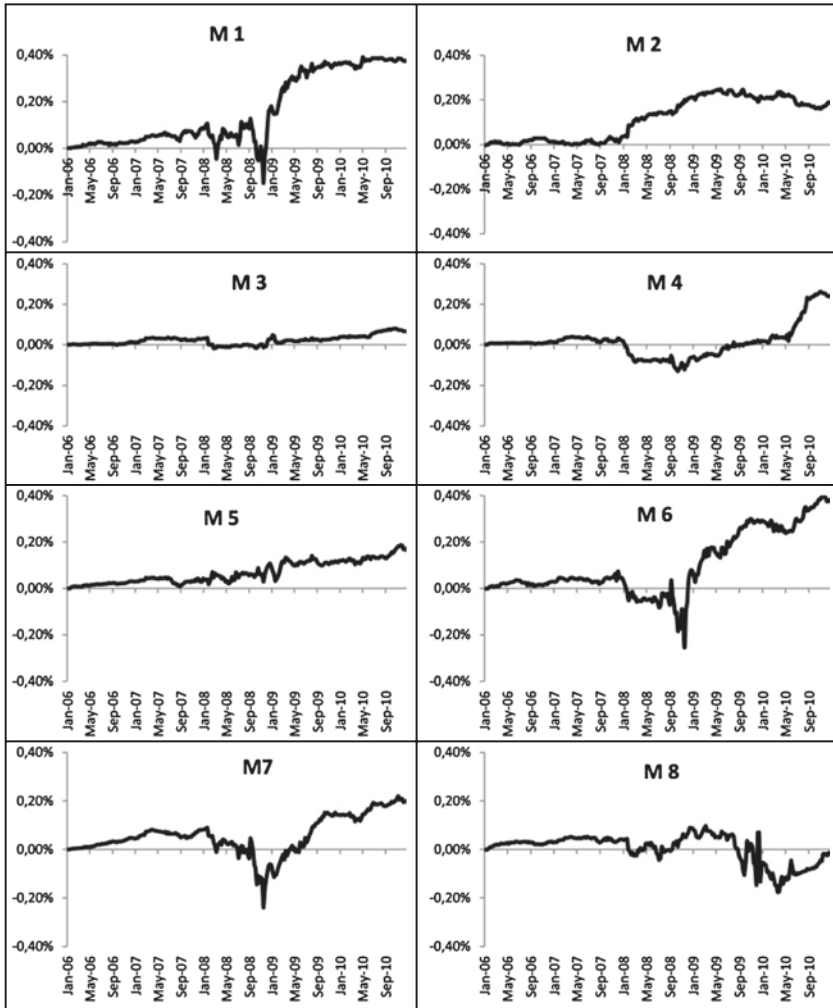 M 1
0,40%
0,20%
0,00%
-0,20%
-0,40%
Jan-06
May-06
Sep-06
Jan-07
May-07
Sep-07
Jan-08
May-08
Sep-08
Jan-09
May-09
Sep-09
Jan-10
May-10
Sep-10
M 2
0,40%
0,20%
0,00%
-0,20%
-0,40%
Jan-06
May-06
Sep-06
Jan-07
May-07
Sep-07
Jan-08
May-08
Sep-08
Jan-09
May-09
Sep-09
Jan-10
May-10
Sep-10
M 3
0,40%
0,20%
0,00%
-0,20%
-0,40%
Jan-06
May-06
Sep-06
Jan-07
May-07
Sep-07
Jan-08
May-08
Sep-08
Jan-09
May-09
Sep-09
Jan-10
May-10
Sep-10
M 4
0,40%
0,20%
0,00%
-0,20%
-0,40%
Jan-06
May-06
Sep-06
Jan-07
May-07
Sep-07
Jan-08
May-08
Sep-08
Jan-09
May-09
Sep-09
Jan-10
May-10
Sep-10
M 5
0,40%
0,20%
0,00%
-0,20%
-0,40%
Jan-06
May-06
Sep-06
Jan-07
May-07
Sep-07
Jan-08
May-08
Sep-08
Jan-09
May-09
Sep-09
Jan-10
May-10
Sep-10
M 6
0,40%
0,20%
0,00%
-0,20%
-0,40%
Jan-06
May-06
Sep-06
Jan-07
May-07
Sep-07
Jan-08
May-08
Sep-08
Jan-09
May-09
Sep-09
Jan-10
May-10
Sep-10
M7
0,40%
0,20%
0,00%
-0,20%
-0,40%
Jan-06
May-06
Sep-06
Jan-07
May-07
Sep-07
Jan-08
May-08
Sep-08
Jan-09
May-09
Sep-09
Jan-10
May-10
Sep-10
M 8
0,40%
0,20%
0,00%
-0,20%
-0,40%
Jan-06
May-06
Sep-06
Jan-07
May-07
Sep-07
Jan-08
May-08
Sep-08
Jan-09
May-09
Sep-09
Jan-10
May-10
Sep-10